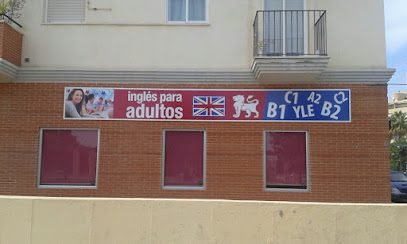 inglés para
adultos
C1 A2 C2
B1 YLE B2